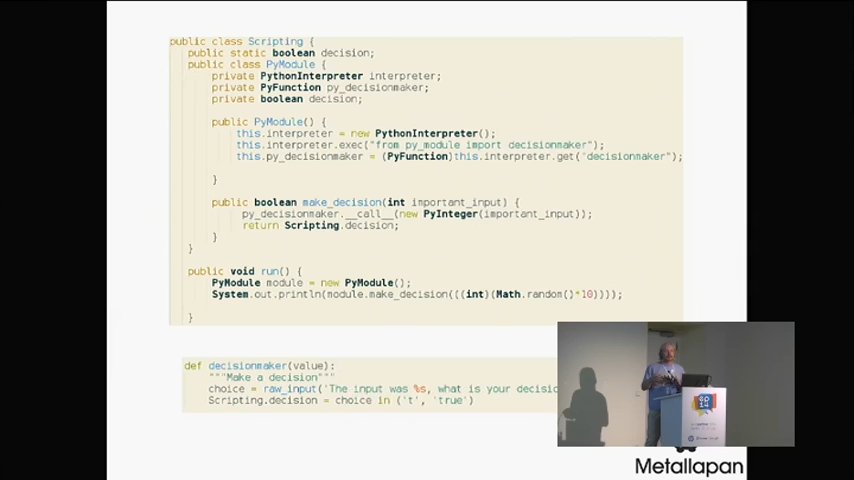 public class Scripting {
public static boolean decision;
public class PyModule {
private PythonInterpreter interpreter;
private PyFunction py_decisionmaker;
private boolean decision;
public PyModule() {
this.interpreter = new PythonInterpreter();
this.interpreter.exec("from py_module import decisionmaker");
this.py_decisionmaker = (PyFunction)this.interpreter.get("decisionmaker");
}
public boolean make_decision(int important_input) {
py_decisionmaker.__call__(new PyInteger(important_input));
return Scripting.decision;
}
}
public void run() {
PyModule module = new PyModule();
System.out.println(module.make_decision(((int)(Math.random()*10))));
}
def decisionmaker(value):
"""Make a decision"""
choice = raw_input('The input was %s, what is your decisio
Scripting.decision = choice in ('t', 'true')
ep
14
Metallapan